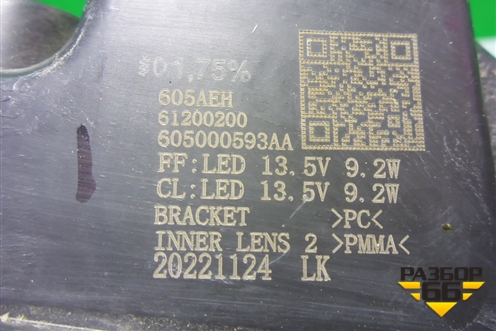 01,75%
605AEH
61200200
605000593AA
FF:LED 13.5V 9.2W
CL:LED 13.5V 9.2W
BRACKET >PC<
INNER LENS 2 >PMMA<
20221124 LK
РАЗБОР
66